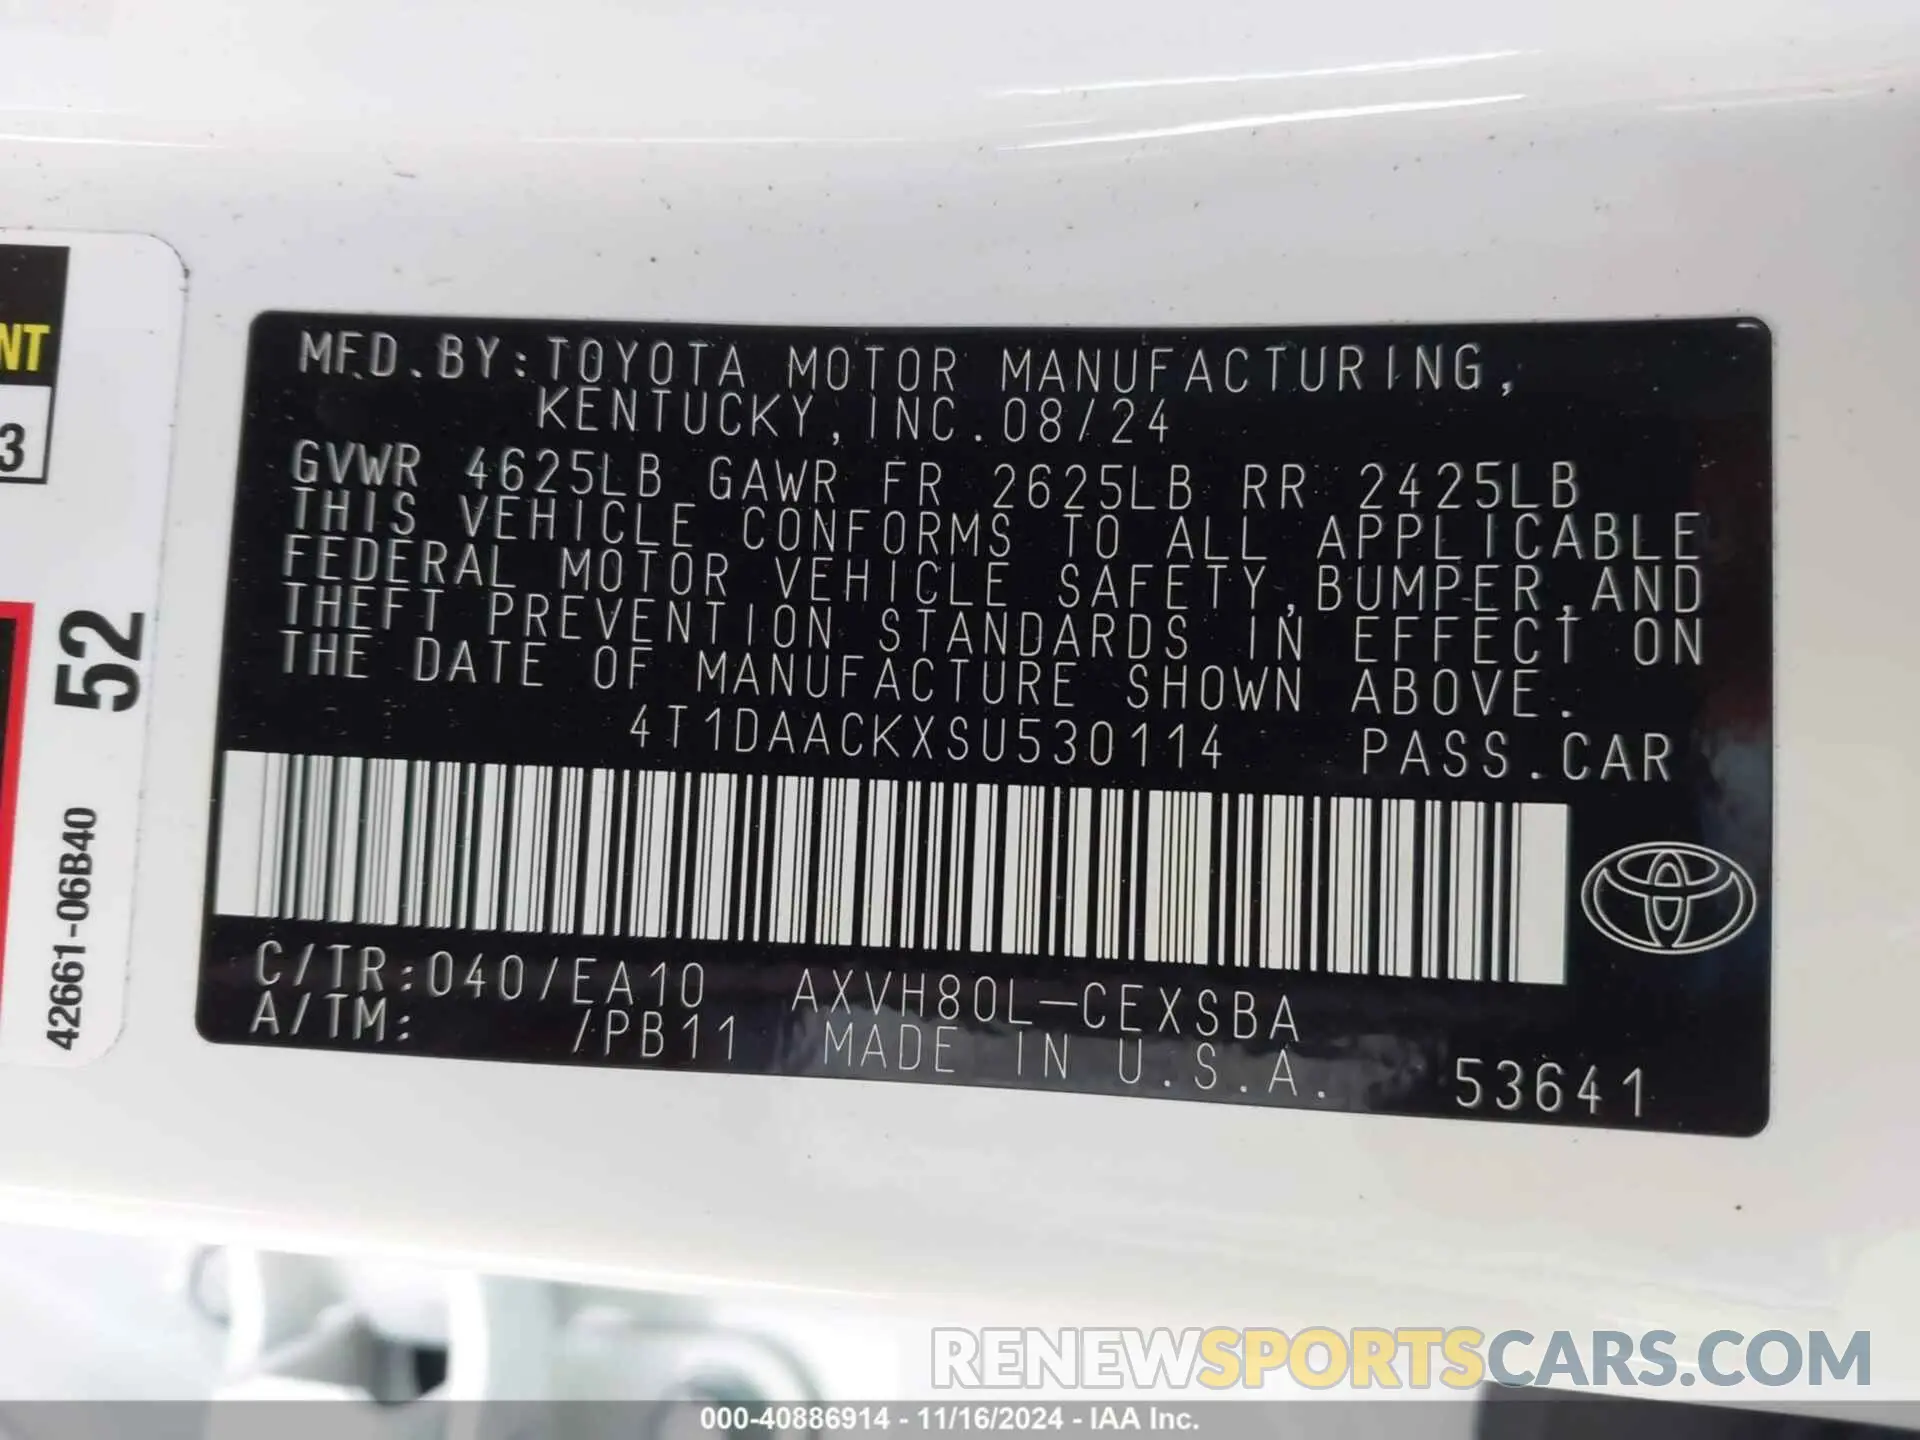 NT
3
52
42661-06B40
MFD.BY:TOYOTA MOTOR MANUFACTURING,
KENTUCKY,INC.08/24
GVWR 4625LB GAWR FR 2625LB RR 2425LB
THIS VEHICLE CONFORMS TO ALL APPLICABLE
FEDERAL MOTOR VEHICLE SAFETY,BUMPER,AND
THEFT PREVENTION STANDARDS IN EFFECT ON
THE DATE OF MANUFACTURE SHOWN ABOVE.
4T1DAACKXSU530114 PASS.CAR
C/TR:040/EA10 AXVH80L-CEXSBA
A/TM: /PB11 MADE IN U.S.A. 53641
RENEWSPORTSCARS.COM
000-40886914 - 11/16/2024 - IAA Inc.